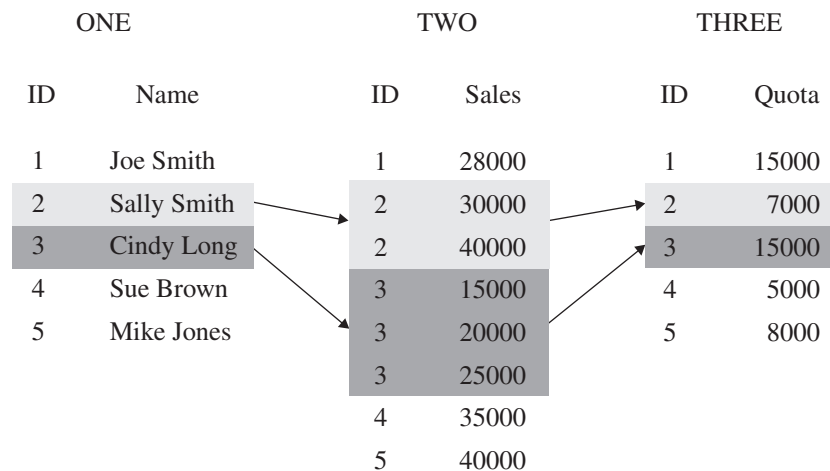 ONE TWO THREE
ID Name ID Sales ID Quota
1 Joe Smith 1 28000 1 15000
2 Sally Smith 2 30000 2 7000
3 Cindy Long 2 40000 3 15000
4 Sue Brown 3 15000 4 5000
5 Mike Jones 3 20000 5 8000
3 25000
4 35000
5 40000